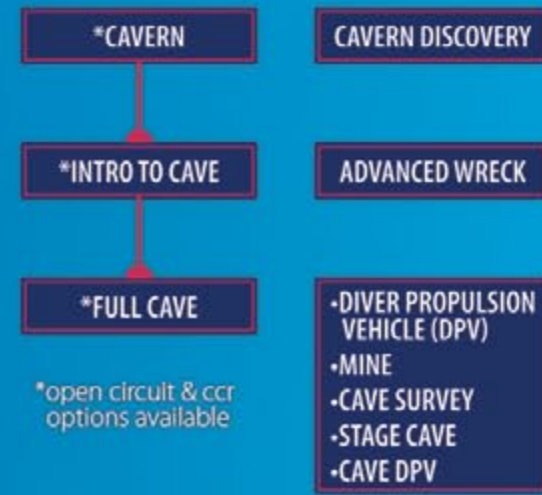 *CAVERN
CAVERN DISCOVERY
*INTRO TO CAVE
ADVANCED WRECK
*FULL CAVE
*open circuit & ccr
options available
•DIVER PROPULSION
VEHICLE (DPV)
•MINE
•CAVE SURVEY
•STAGE CAVE
•CAVE DPV